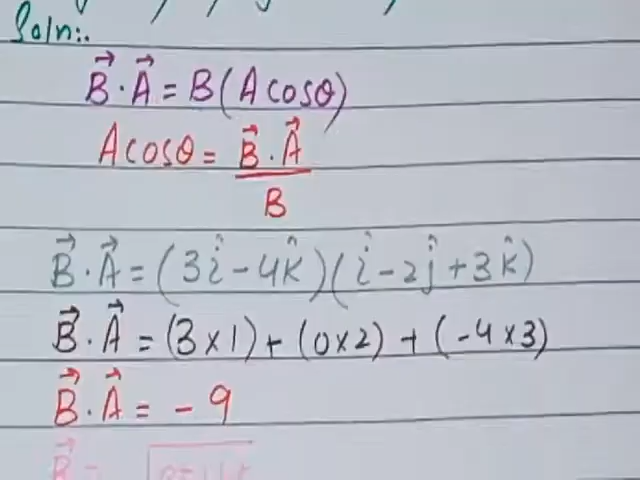 Soln:.
B⃗ · A⃗ = B(A cosθ)
A cosθ = B⃗ · A⃗ / B
B⃗ · A⃗ = (3î - 4k̂)(î - 2ĵ + 3k̂)
B⃗ · A⃗ = (3 × 1) + (0 × 2) + (-4 × 3)
B⃗ · A⃗ = - 9